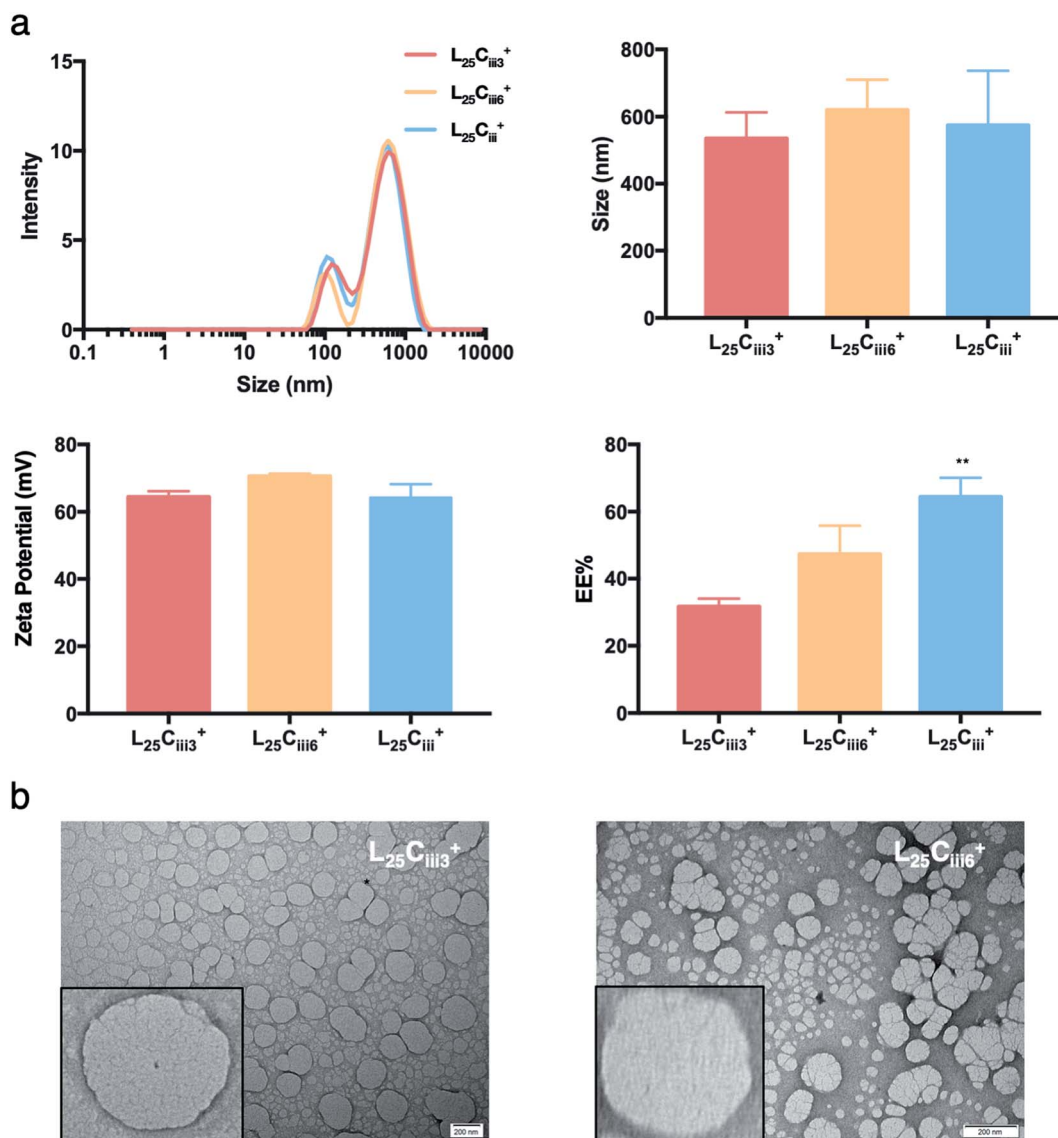 a
15
10
5
0
Intensity
0.1 1 10 100 1000 10000
Size (nm)
L₂₅Cᵢᵢᵢ₃⁺
L₂₅Cᵢᵢᵢ₆⁺
L₂₅Cᵢᵢᵢ⁺
800
600
400
200
0
Size (nm)
L₂₅Cᵢᵢᵢ₃⁺ L₂₅Cᵢᵢᵢ₆⁺ L₂₅Cᵢᵢᵢ⁺
80
60
40
20
0
Zeta Potential (mV)
L₂₅Cᵢᵢᵢ₃⁺ L₂₅Cᵢᵢᵢ₆⁺ L₂₅Cᵢᵢᵢ⁺
80
60
40
20
0
EE%
**
L₂₅Cᵢᵢᵢ₃⁺ L₂₅Cᵢᵢᵢ₆⁺ L₂₅Cᵢᵢᵢ⁺
b
L₂₅Cᵢᵢᵢ₃⁺
*
200 nm
L₂₅Cᵢᵢᵢ₆⁺
200 nm